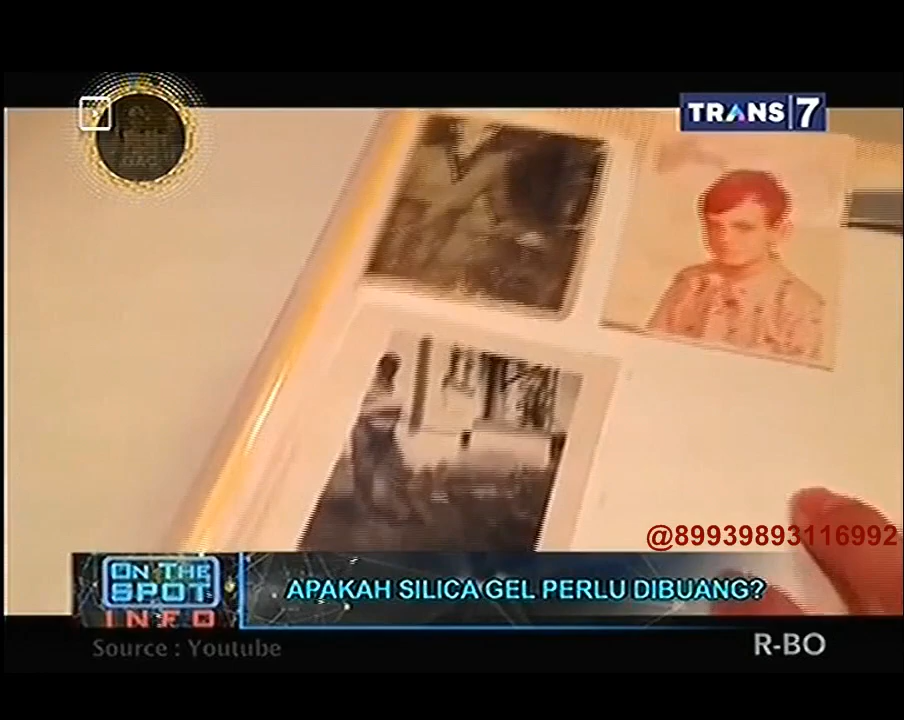 TRANS|7
@89939893116992
ON THE
SPOT
INFO
APAKAH SILICA GEL PERLU DIBUANG?
Source : Youtube
R-BO